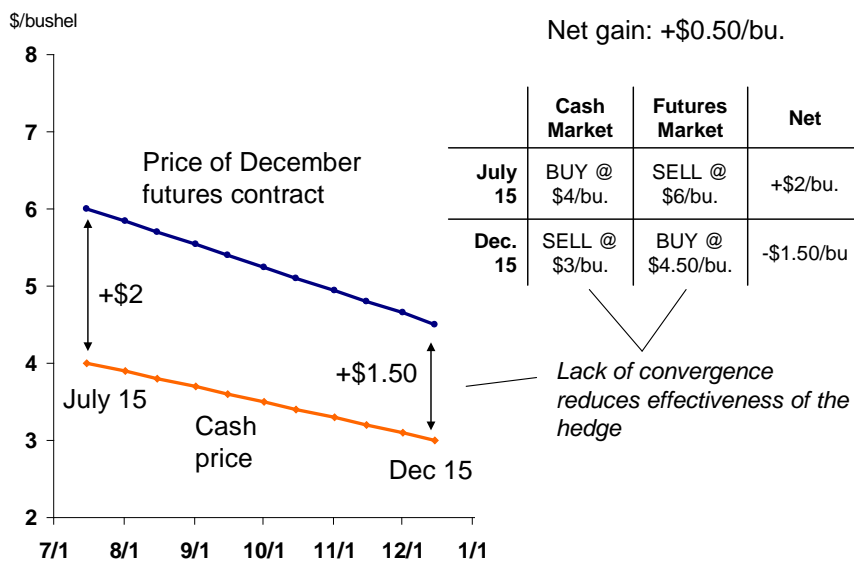 $/bushel
Net gain: +$0.50/bu.
8
7
6
5
4
3
2
7/1 8/1 9/1 10/1 11/1 12/1 1/1
Price of December
futures contract
+$2
+$1.50
July 15
Cash
price
Dec 15
Cash
Market
Futures
Market
Net
July
15
BUY @
$4/bu.
SELL @
$6/bu.
+$2/bu.
Dec.
15
SELL @
$3/bu.
BUY @
$4.50/bu.
-$1.50/bu
Lack of convergence
reduces effectiveness of the
hedge